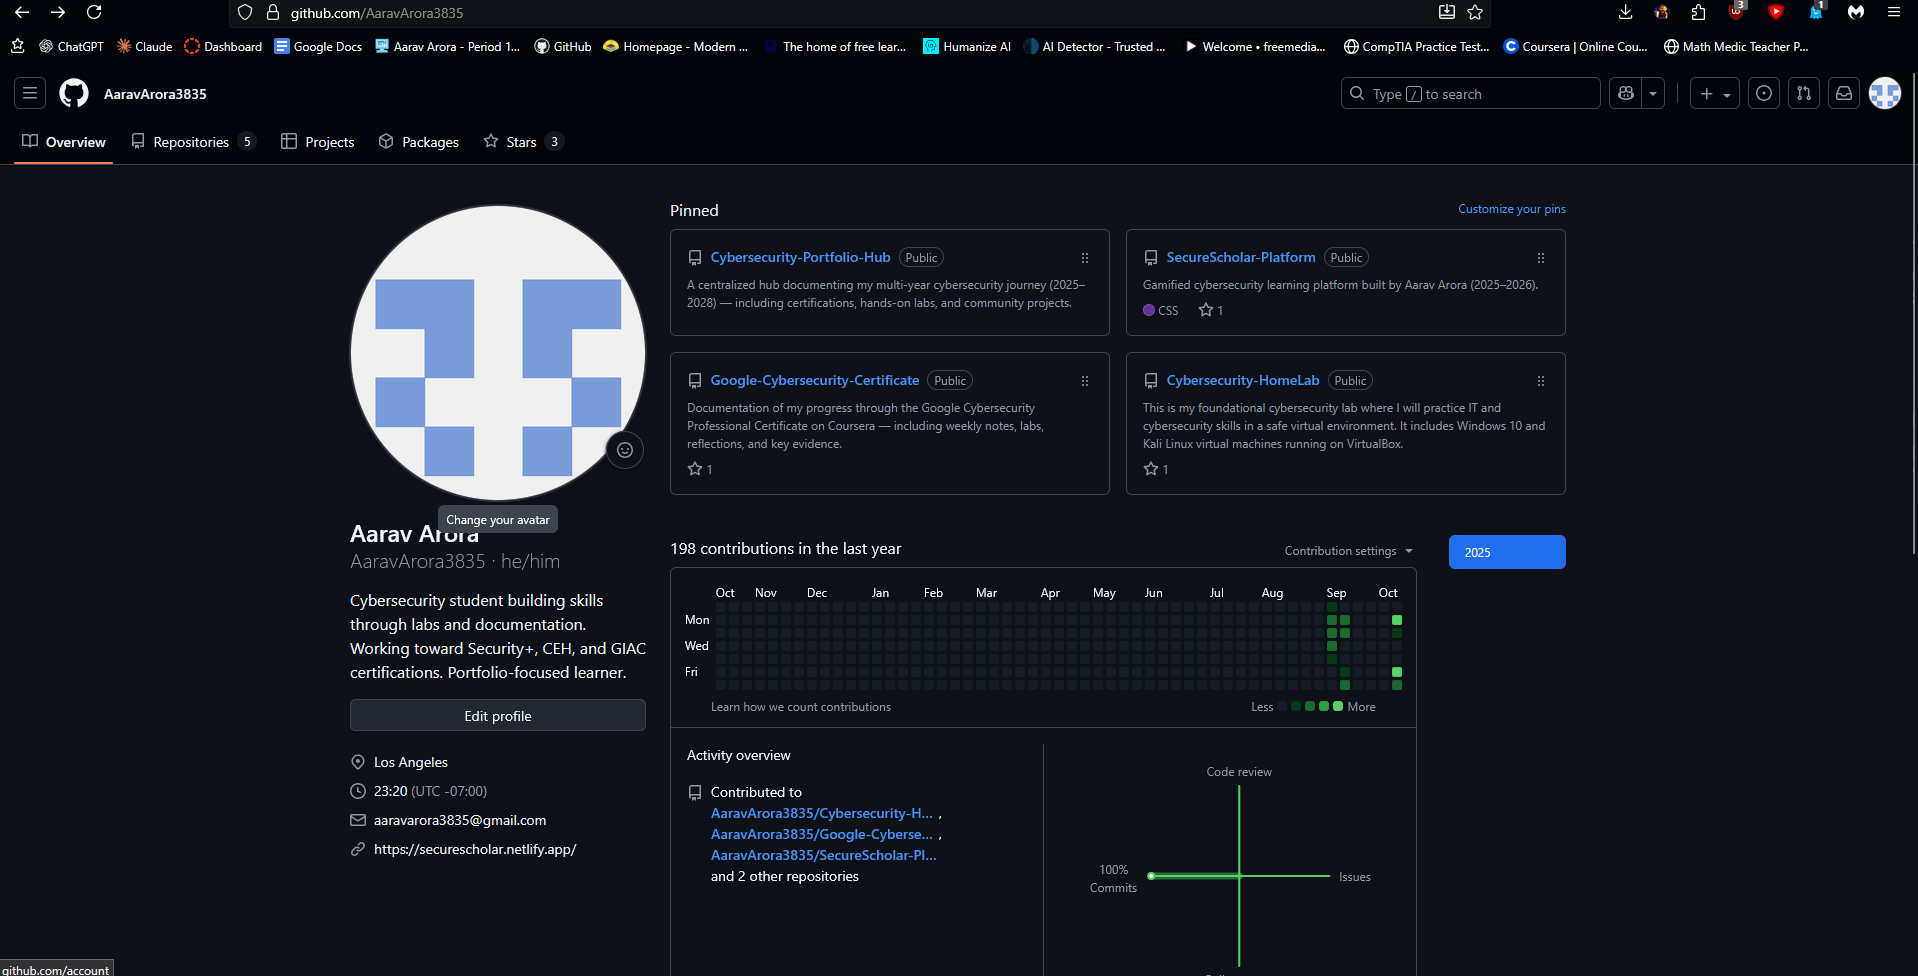 github.com/AaravArora3835
3
1
ChatGPT
Claude
Dashboard
Google Docs
Aarav Arora - Period 1...
GitHub
Homepage - Modern ...
The home of free lear...
Humanize AI
AI Detector - Trusted ...
Welcome • freemedia...
CompTIA Practice Test...
Coursera | Online Cou...
Math Medic Teacher P...
AaravArora3835
Type / to search
Overview
Repositories 5
Projects
Packages
Stars 3
Change your avatar
Aarav Arora
AaravArora3835 · he/him
Cybersecurity student building skills
through labs and documentation.
Working toward Security+, CEH, and GIAC
certifications. Portfolio-focused learner.
Edit profile
Los Angeles
23:20 (UTC -07:00)
aaravarora3835@gmail.com
https://securescholar.netlify.app/
Pinned
Customize your pins
Cybersecurity-Portfolio-Hub Public
A centralized hub documenting my multi-year cybersecurity journey (2025–
2028) — including certifications, hands-on labs, and community projects.
SecureScholar-Platform Public
Gamified cybersecurity learning platform built by Aarav Arora (2025–2026).
CSS 1
Google-Cybersecurity-Certificate Public
Documentation of my progress through the Google Cybersecurity
Professional Certificate on Coursera — including weekly notes, labs,
reflections, and key evidence.
1
Cybersecurity-HomeLab Public
This is my foundational cybersecurity lab where I will practice IT and
cybersecurity skills in a safe virtual environment. It includes Windows 10 and
Kali Linux virtual machines running on VirtualBox.
1
198 contributions in the last year
Contribution settings
2025
Oct Nov Dec Jan Feb Mar Apr May Jun Jul Aug Sep Oct
Mon
Wed
Fri
Learn how we count contributions
Less More
Activity overview
Contributed to
AaravArora3835/Cybersecurity-H... ,
AaravArora3835/Google-Cyberse... ,
AaravArora3835/SecureScholar-Pl...
and 2 other repositories
Code review
100%
Commits
Issues
github.com/account